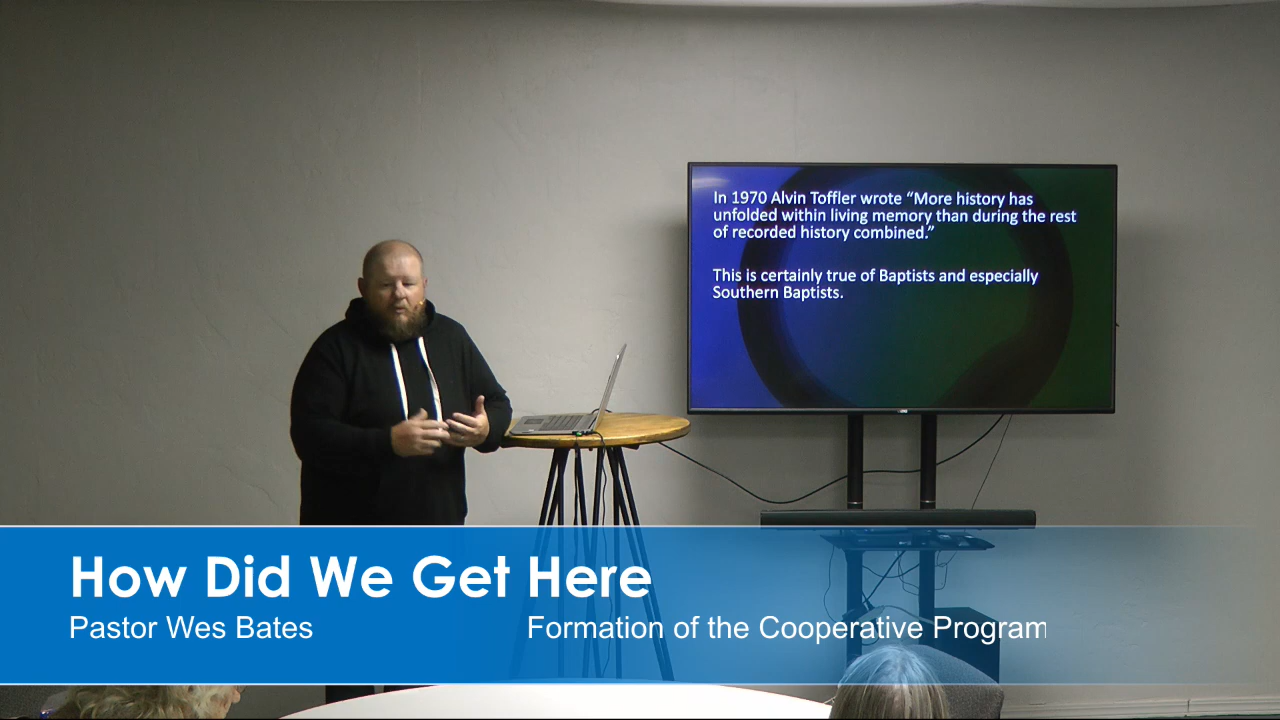 In 1970 Alvin Toffler wrote “More history has
unfolded within living memory than during the rest
of recorded history combined.”
This is certainly true of Baptists and especially
Southern Baptists.
How Did We Get Here
Pastor Wes Bates
Formation of the Cooperative Program